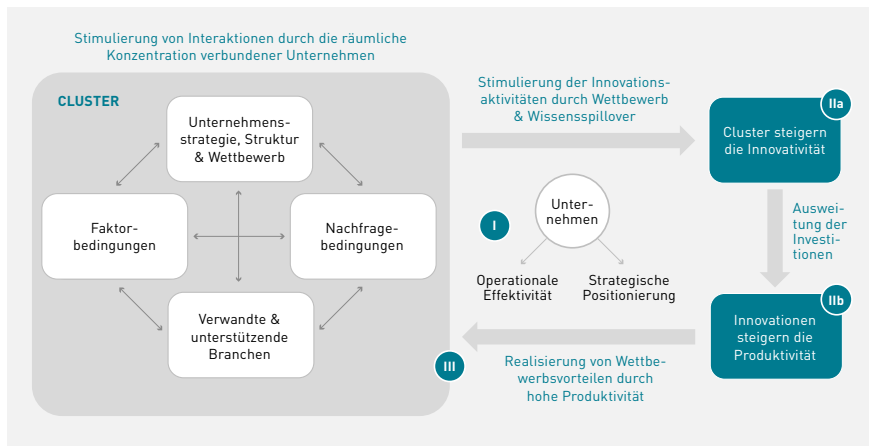 Stimulierung von Interaktionen durch die räumliche
Konzentration verbundener Unternehmen
CLUSTER
Unternehmens-
strategie, Struktur
& Wettbewerb
Faktor-
bedingungen
Nachfrage-
bedingungen
Verwandte &
unterstützende
Branchen
Stimulierung der Innovations-
aktivitäten durch Wettbewerb
& Wissensspillover
IIa
Cluster steigern
die Innovativität
I
Unter-
nehmen
Operationale
Effektivität
Strategische
Positionierung
Auswei-
tung der
Investi-
tionen
IIb
Innovationen
steigern die
Produktivität
III
Realisierung von Wettbe-
werbsvorteilen durch
hohe Produktivität